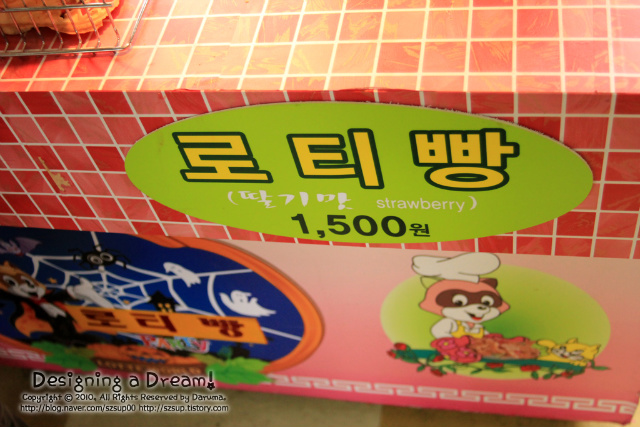 로티빵
(딸기맛 strawberry)
1,500원
로티빵
Designing a Dream!
Copyright © 2010. All Rights Reserved by Daruma.
http://blog.naver.com/szsup00 http://szsup.tistory.com